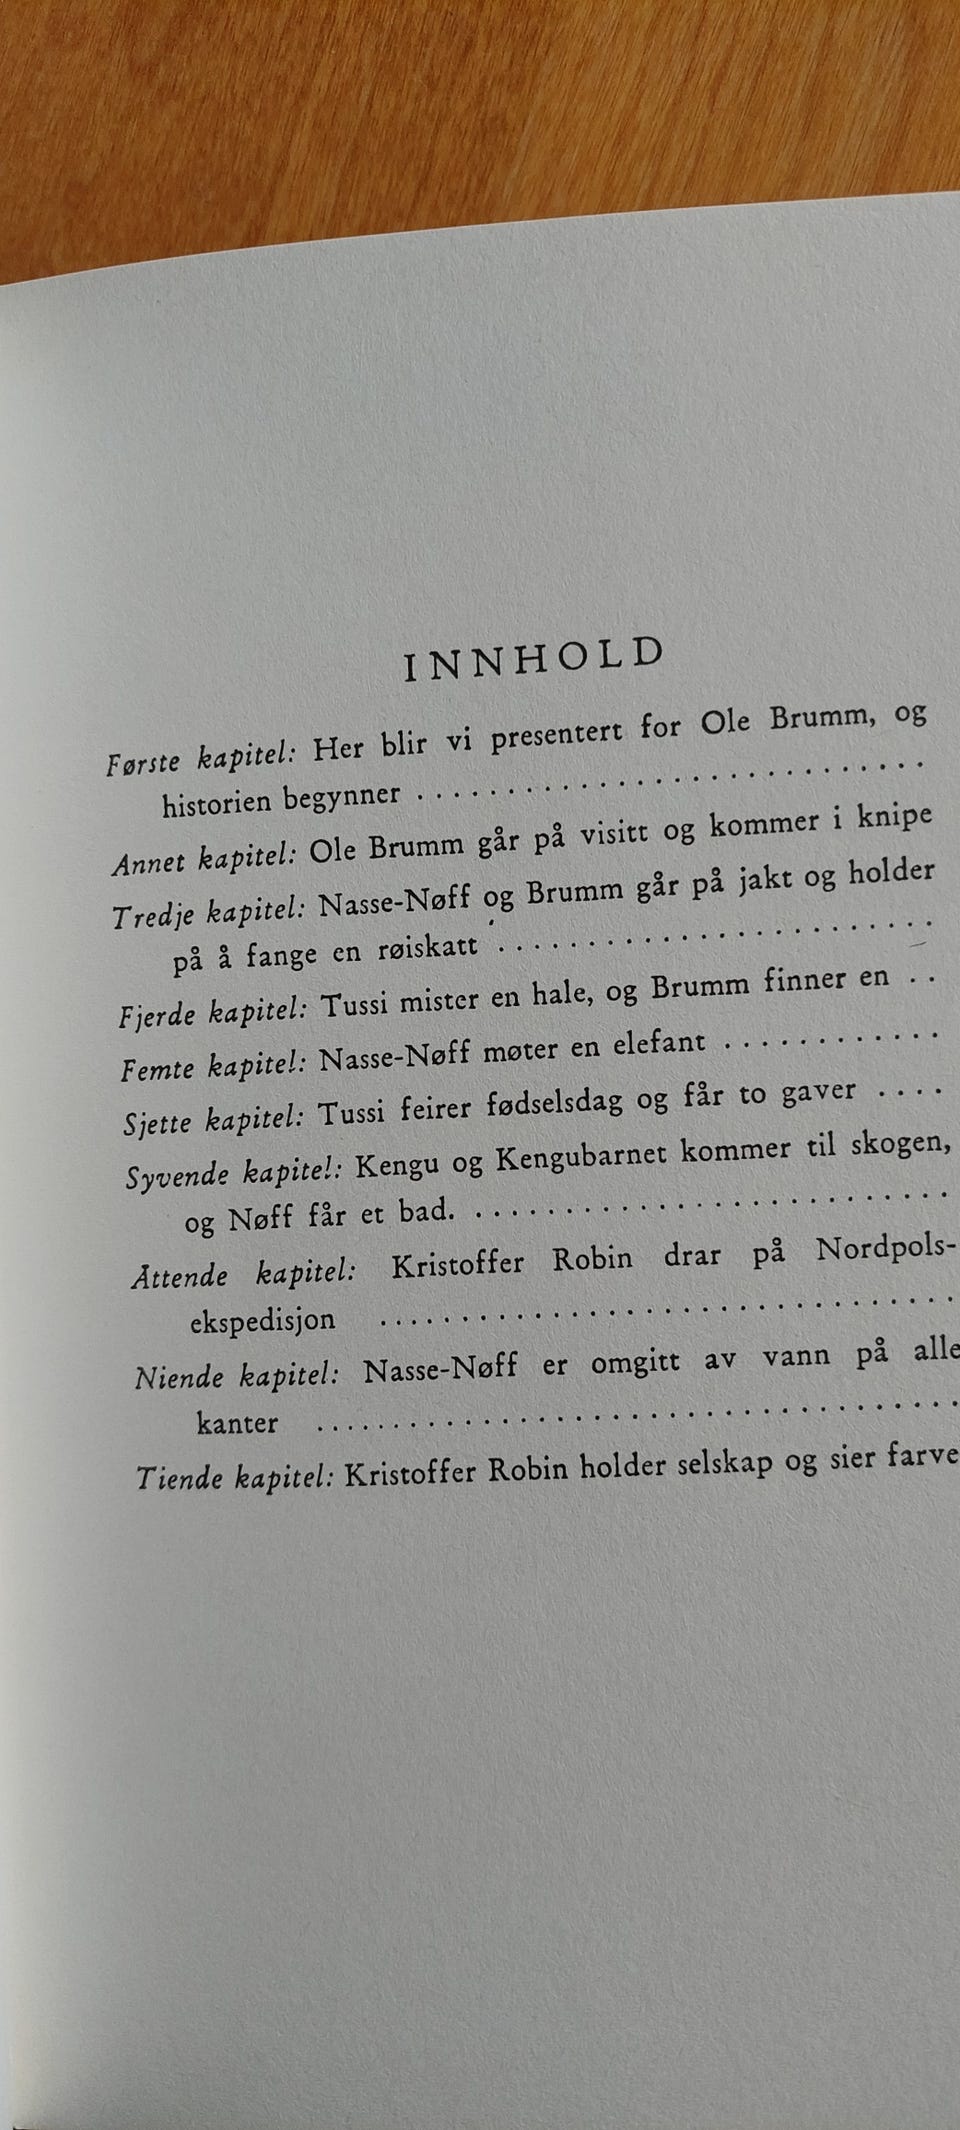 INNHOLD
Første kapitel: Her blir vi presentert for Ole Brumm, og
historien begynner . . . . . . . . . . . . . . . . . . . . . . . . . . . .
Annet kapitel: Ole Brumm går på visitt og kommer i knipe
Tredje kapitel: Nasse-Nøff og Brumm går på jakt og holder
på å fange en røiskatt . . . . . . . . . . . . . . . . . . . . . . . .
Fjerde kapitel: Tussi mister en hale, og Brumm finner en . .
Femte kapitel: Nasse-Nøff møter en elefant . . . . . . . . . . . .
Sjette kapitel: Tussi feirer fødselsdag og får to gaver . . . .
Syvende kapitel: Kengu og Kengubarnet kommer til skogen,
og Nøff får et bad. . . . . . . . . . . . . . . . . . . . . . . . . . .
Åttende kapitel: Kristoffer Robin drar på Nordpols-
ekspedisjon . . . . . . . . . . . . . . . . . . . . . . . . . . . . . . .
Niende kapitel: Nasse-Nøff er omgitt av vann på alle
kanter . . . . . . . . . . . . . . . . . . . . . . . . . . . . . . . . . .
Tiende kapitel: Kristoffer Robin holder selskap og sier farve